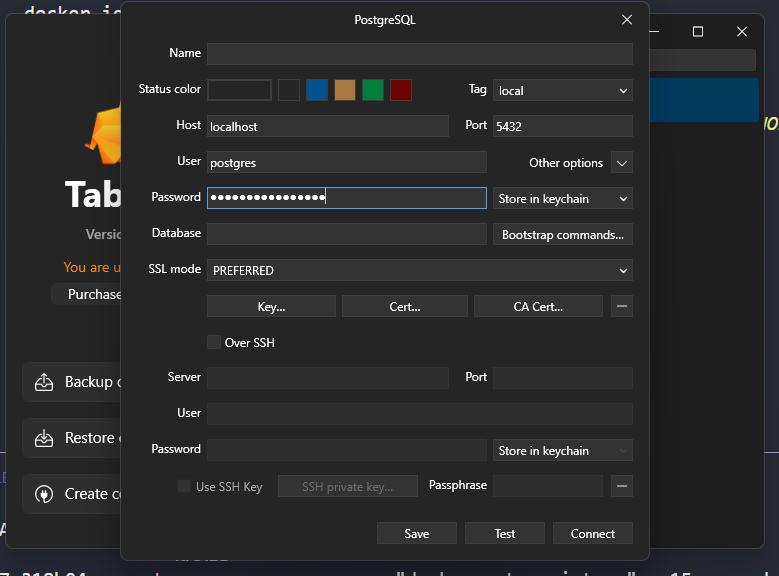 PostgreSQL
Name
Status color
Tag local
Host localhost Port 5432
User postgres Other options
Password •••••••••••••••• Store in keychain
Database Bootstrap commands...
SSL mode PREFERRED
Key... Cert... CA Cert...
Over SSH
Server Port
User
Password Store in keychain
Use SSH Key SSH private key... Passphrase
Save Test Connect
Tab
Versic
You are u
Purchase
Backup
Restore
Create